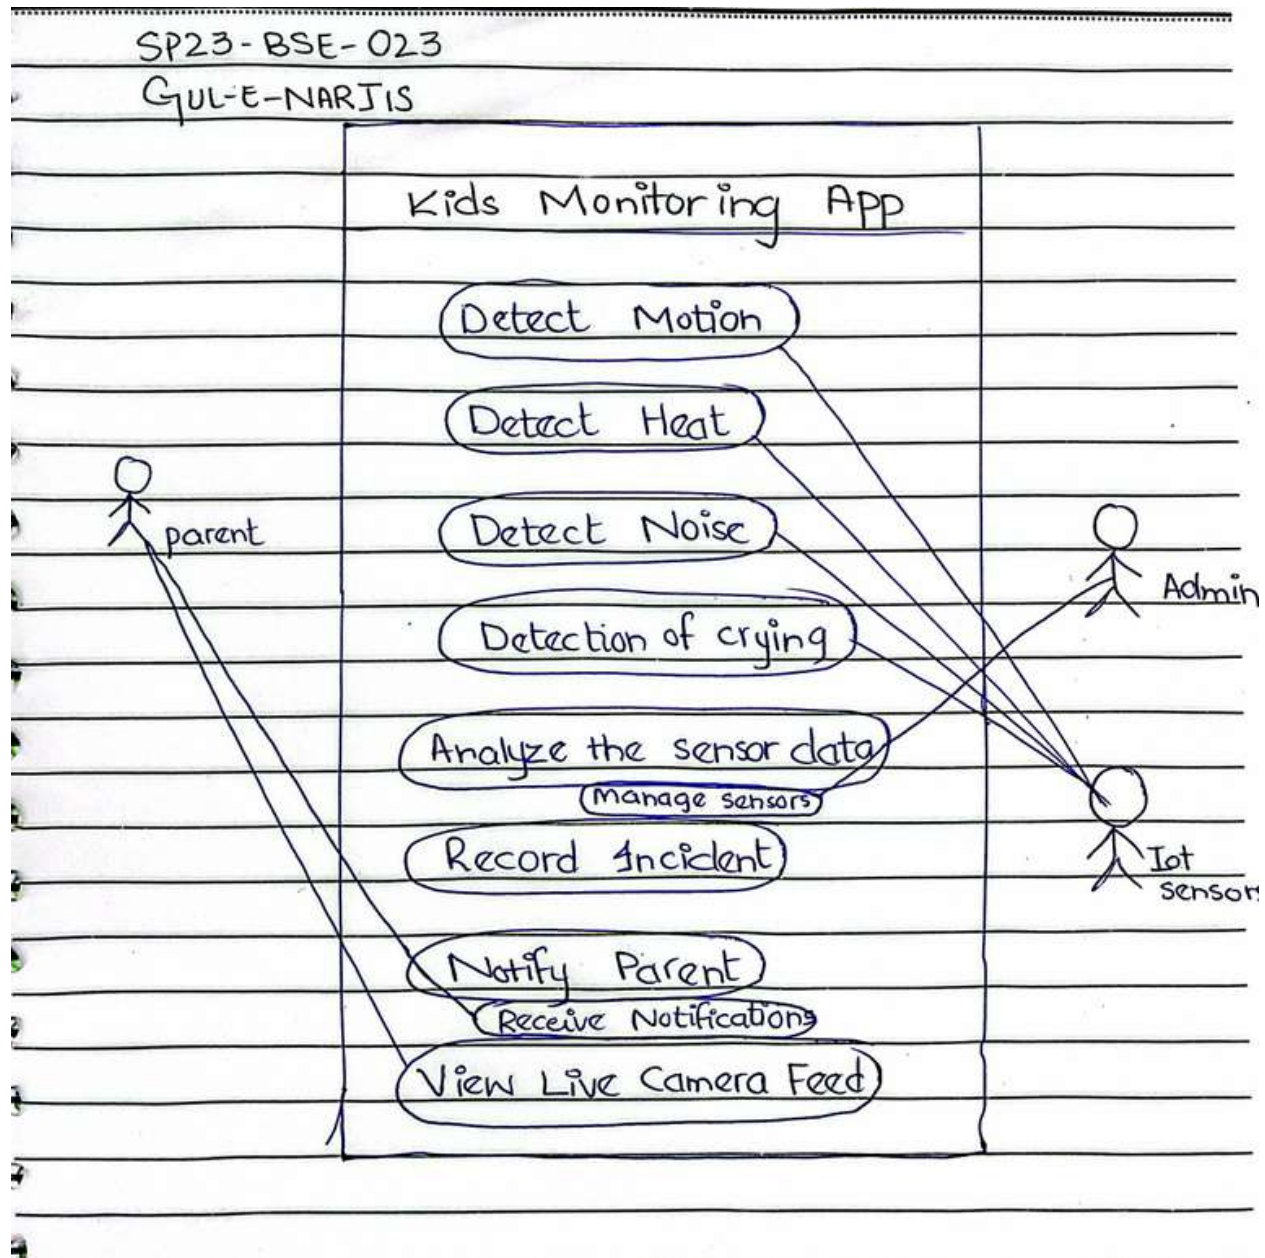 SP23-BSE-023
GUL-E-NARJIS
Kids Monitoring App
Detect Motion
Detect Heat
Detect Noise
parent
Admin
Detection of crying
Analyze the sensor data
Manage sensors
Record Incident
Iot
sensors
Notify Parent
Receive Notifications
View Live Camera Feed